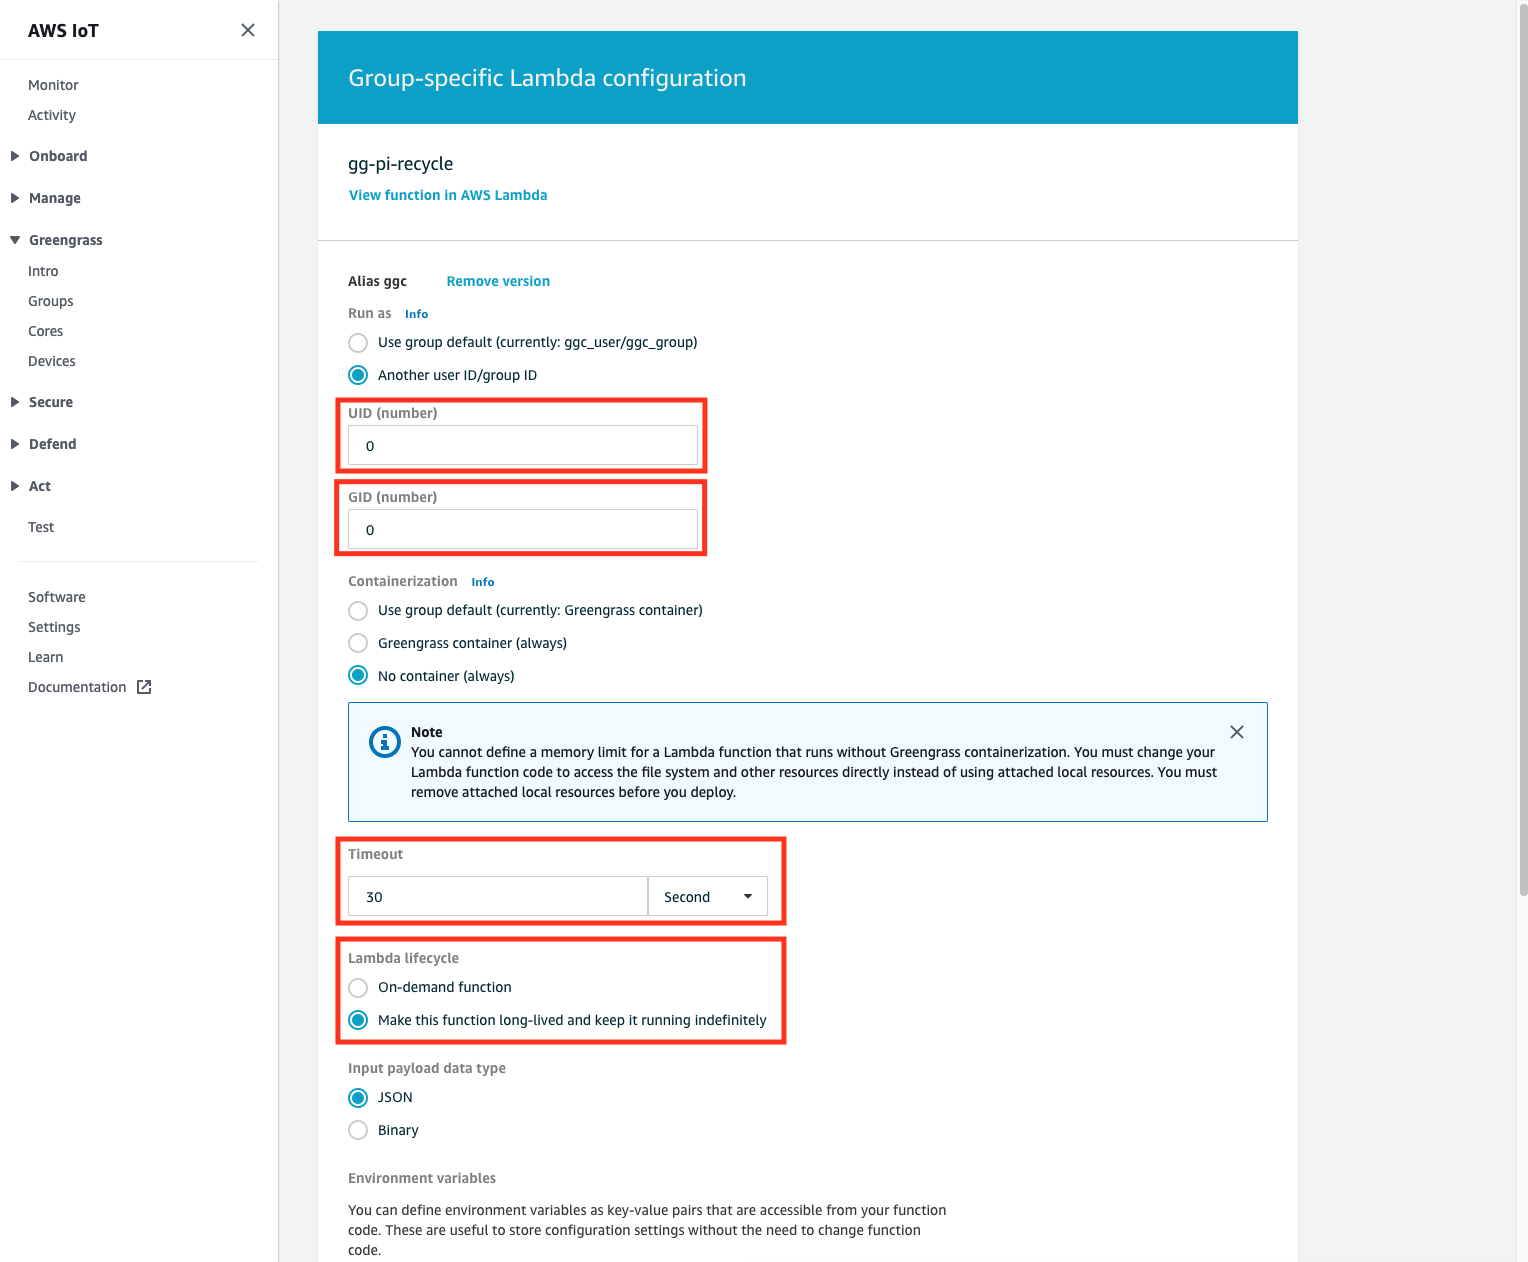 AWS IoT
Monitor
Activity
Onboard
Manage
Greengrass
Intro
Groups
Cores
Devices
Secure
Defend
Act
Test
Software
Settings
Learn
Documentation
Group-specific Lambda configuration
gg-pi-recycle
View function in AWS Lambda
Alias ggc Remove version
Run as Info
Use group default (currently: ggc_user/ggc_group)
Another user ID/group ID
UID (number)
0
GID (number)
0
Containerization Info
Use group default (currently: Greengrass container)
Greengrass container (always)
No container (always)
Note
You cannot define a memory limit for a Lambda function that runs without Greengrass containerization. You must change your
Lambda function code to access the file system and other resources directly instead of using attached local resources. You must
remove attached local resources before you deploy.
Timeout
30 Second
Lambda lifecycle
On-demand function
Make this function long-lived and keep it running indefinitely
Input payload data type
JSON
Binary
Environment variables
You can define environment variables as key-value pairs that are accessible from your function
code. These are useful to store configuration settings without the need to change function
code.